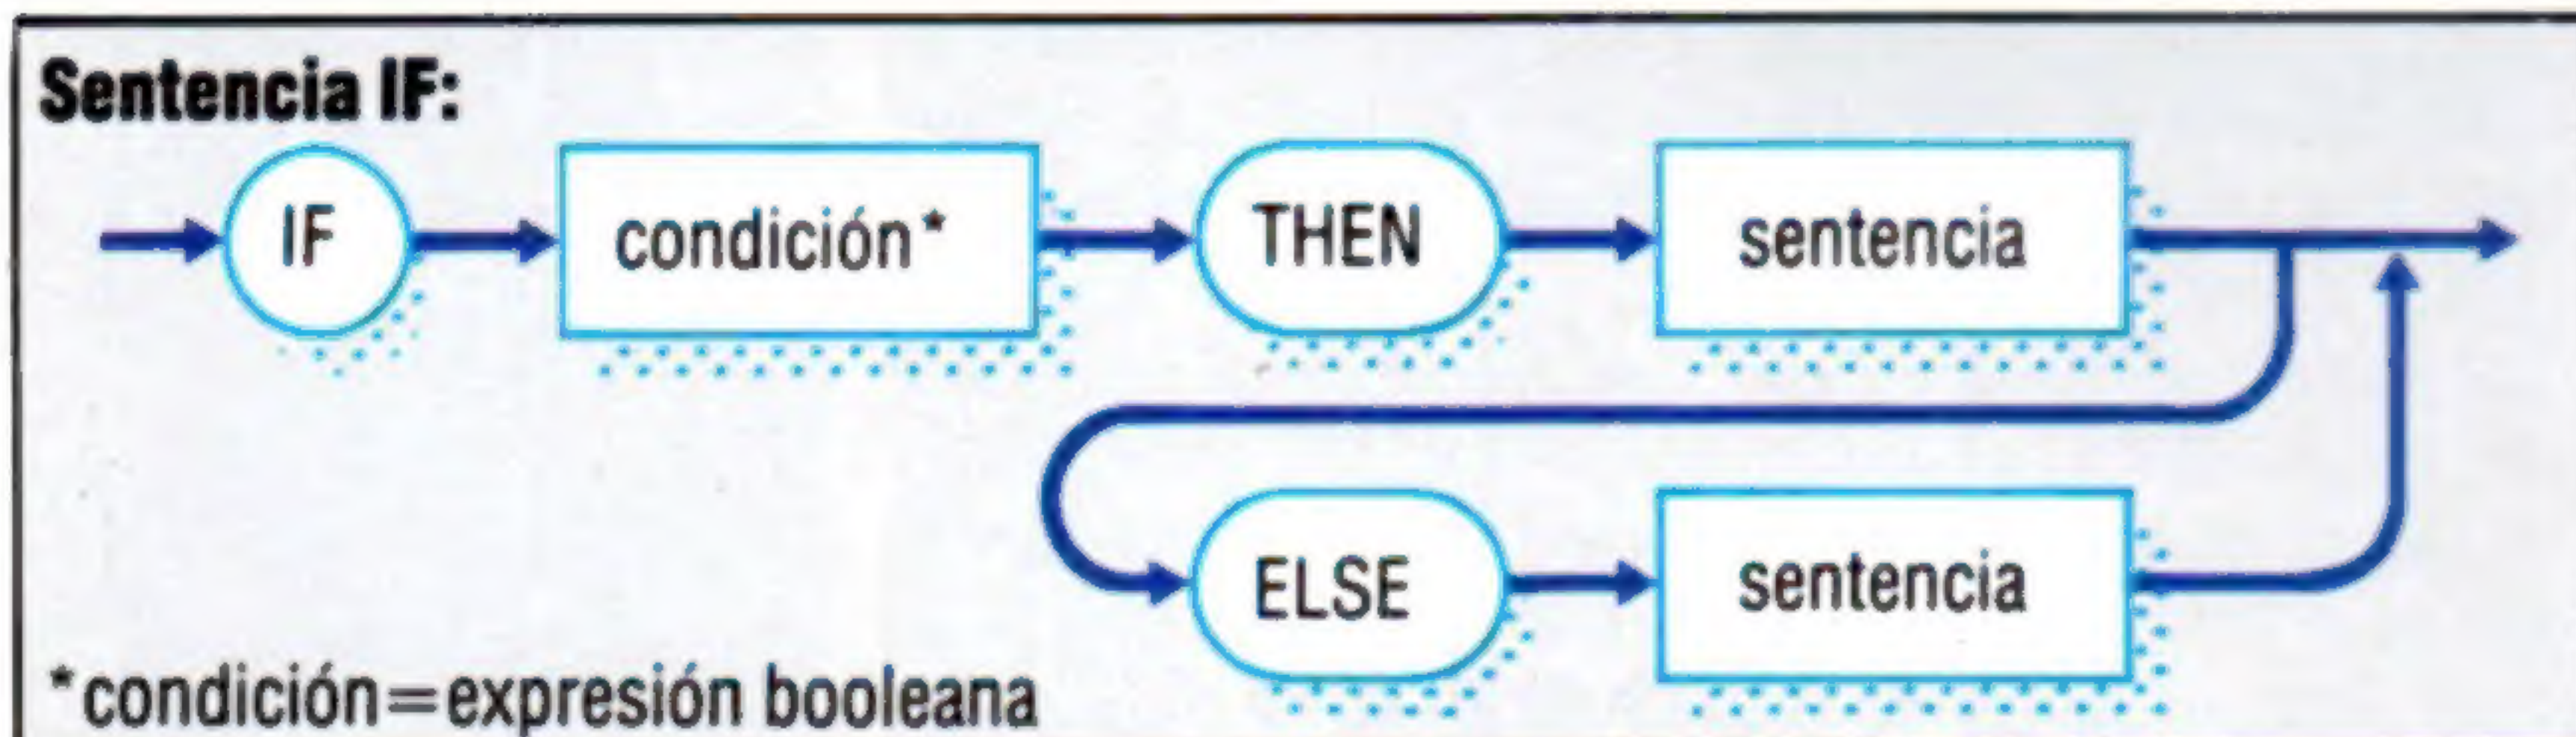 Sentencia IF:
IF condición* THEN sentencia
ELSE sentencia
*condición=expresión booleana